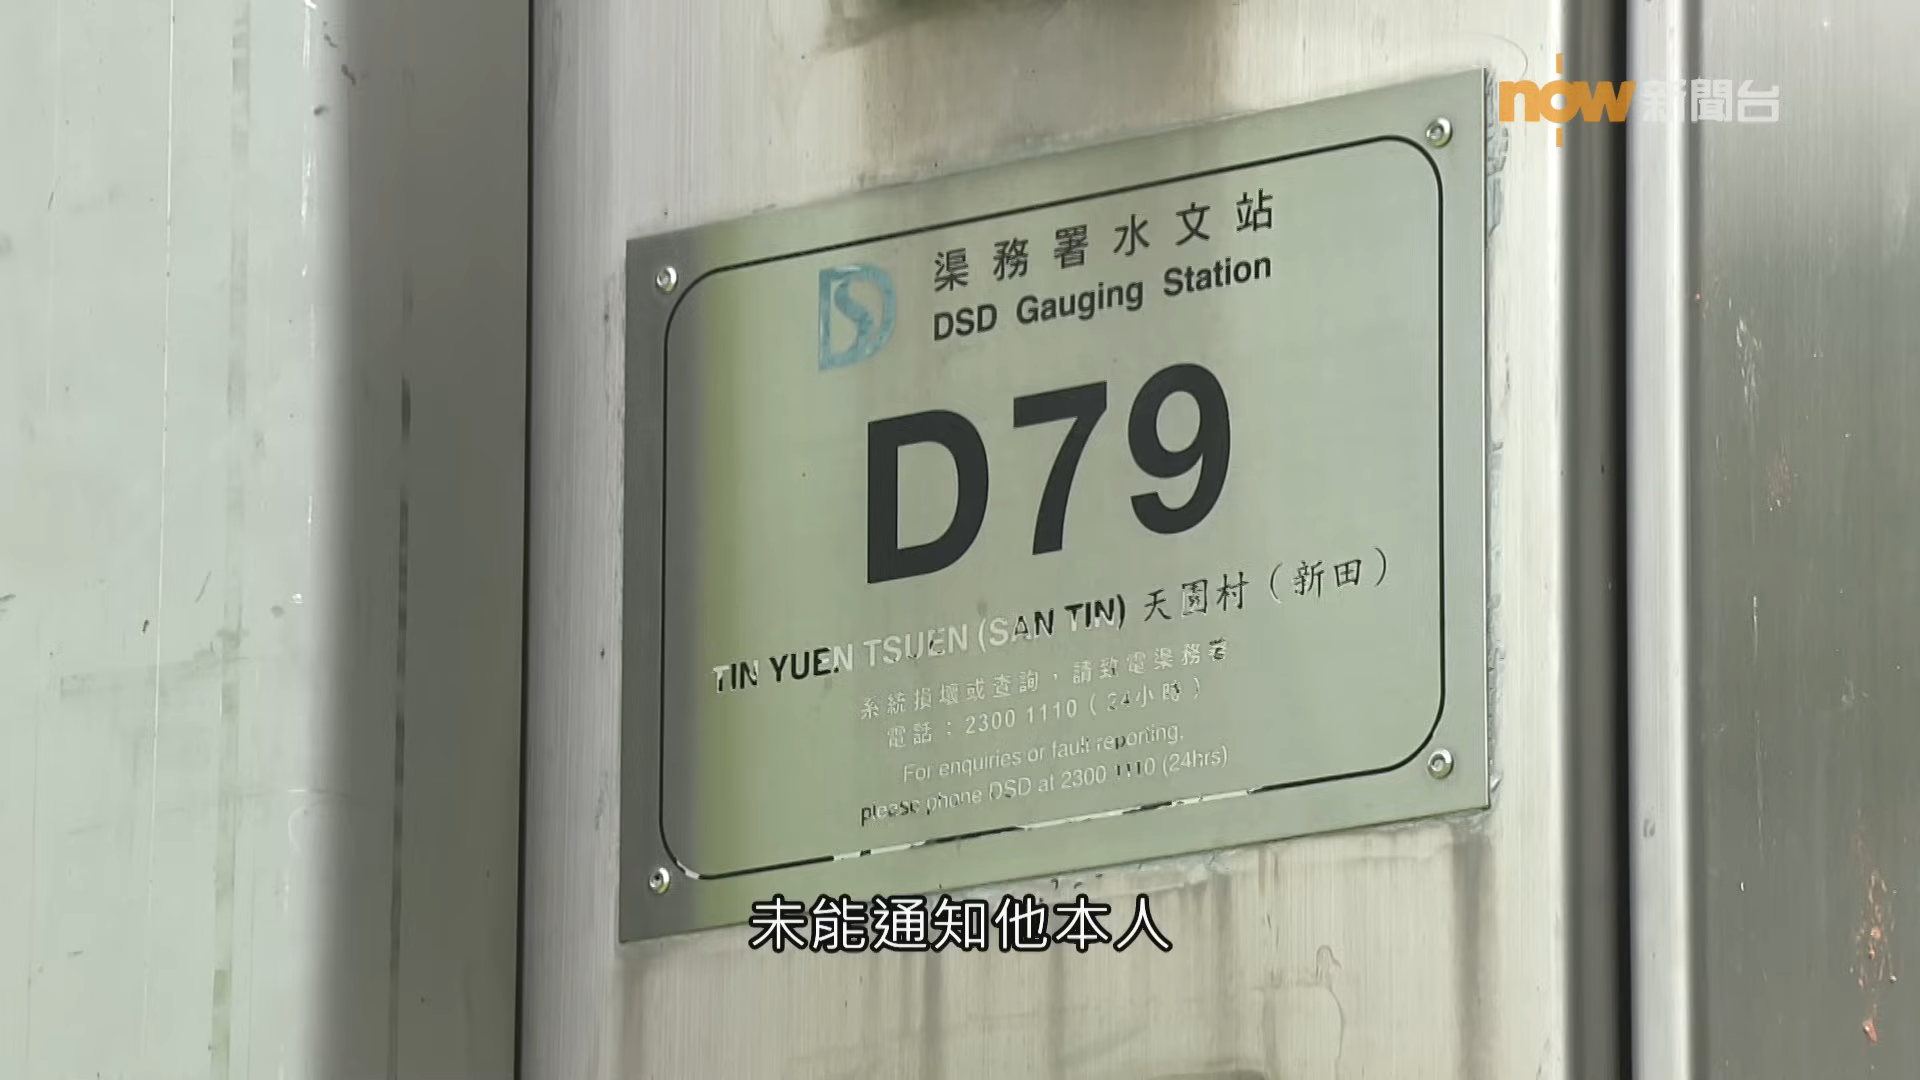 now新聞台
渠務署水文站
DSD Gauging Station
D79
TIN YUEN TSUEN (SAN TIN) 天圓村（新田）
系統損壞或查詢，請致電渠務署
電話：2300 1110（24小時）
For enquiries or fault reporting,
please phone DSD at 2300 1110 (24hrs)
未能通知他本人